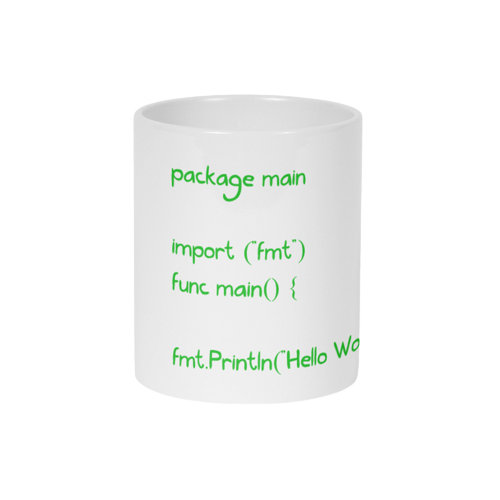 package main
import ("fmt")
func main() {
fmt.Println("Hello Wo